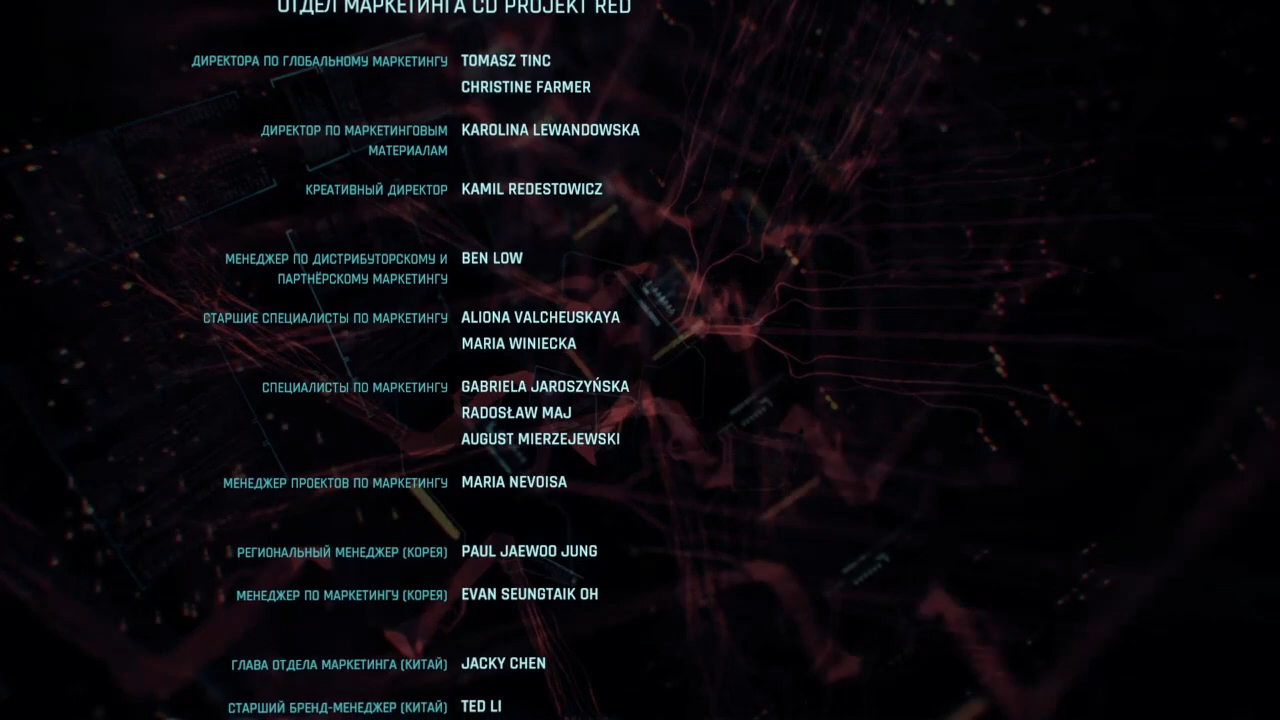 ОТДЕЛ МАРКЕТИНГА CD PROJEKT RED
ДИРЕКТОРА ПО ГЛОБАЛЬНОМУ МАРКЕТИНГУ TOMASZ TINC
CHRISTINE FARMER
ДИРЕКТОР ПО МАРКЕТИНГОВЫМ KAROLINA LEWANDOWSKA
МАТЕРИАЛАМ
КРЕАТИВНЫЙ ДИРЕКТОР KAMIL REDESTOWICZ
МЕНЕДЖЕР ПО ДИСТРИБУТОРСКОМУ И BEN LOW
ПАРТНЁРСКОМУ МАРКЕТИНГУ
СТАРШИЕ СПЕЦИАЛИСТЫ ПО МАРКЕТИНГУ ALIONA VALCHEUSKAYA
MARIA WINIECKA
СПЕЦИАЛИСТЫ ПО МАРКЕТИНГУ GABRIELA JAROSZYŃSKA
RADOSŁAW MAJ
AUGUST MIERZEJEWSKI
МЕНЕДЖЕР ПРОЕКТОВ ПО МАРКЕТИНГУ MARIA NEVOISA
РЕГИОНАЛЬНЫЙ МЕНЕДЖЕР (КОРЕЯ) PAUL JAEWOO JUNG
МЕНЕДЖЕР ПО МАРКЕТИНГУ (КОРЕЯ) EVAN SEUNGTAIK OH
ГЛАВА ОТДЕЛА МАРКЕТИНГА (КИТАЙ) JACKY CHEN
СТАРШИЙ БРЕНД-МЕНЕДЖЕР (КИТАЙ) TED LI